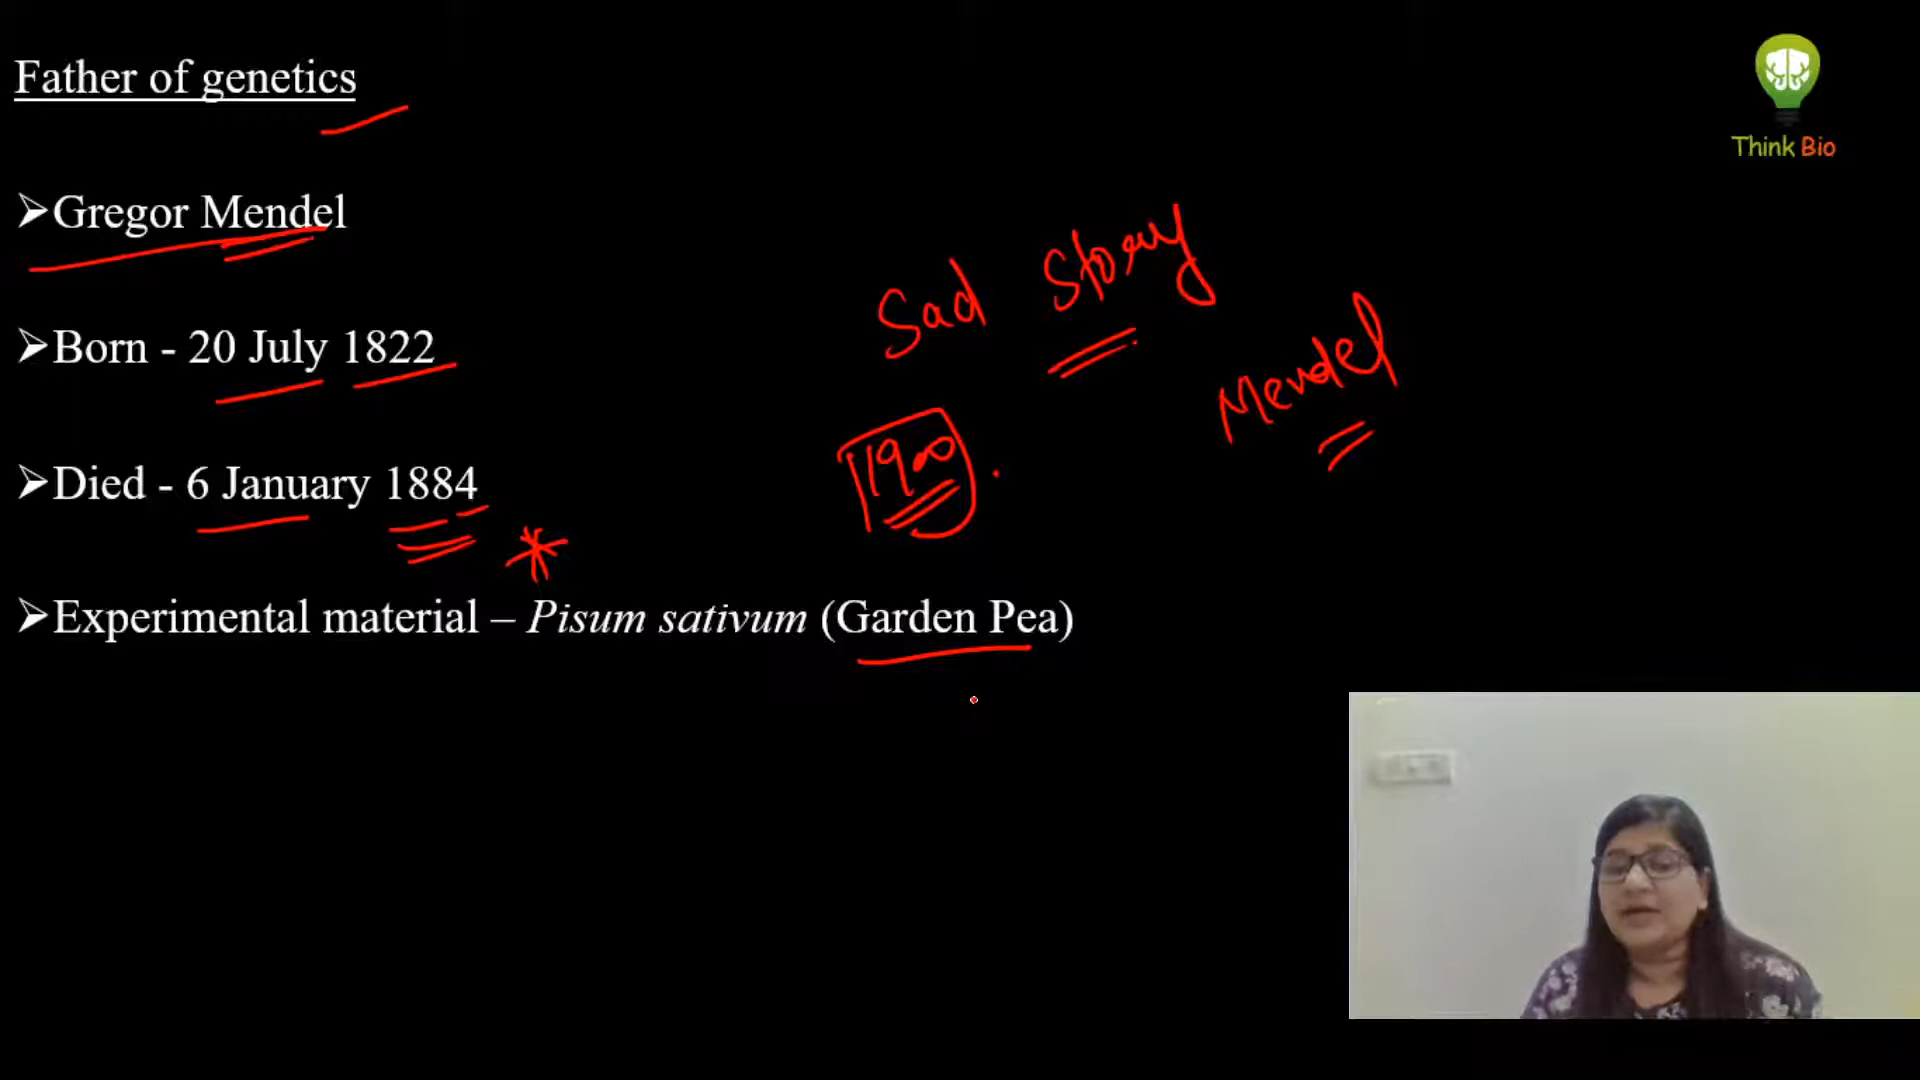 Father of genetics
Think Bio
➤Gregor Mendel
Sad Story
➤Born - 20 July 1822
Mendel
➤Died - 6 January 1884
1900
➤Experimental material – Pisum sativum (Garden Pea)